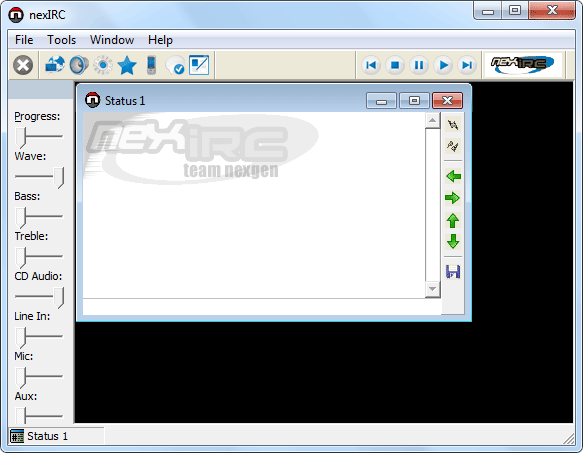 nexIRC
File Tools Window Help
nexIRC
Status 1
nexIRC
team nexgen
Progress:
Wave:
Bass:
Treble:
CD Audio:
Line In:
Mic:
Aux:
Status 1